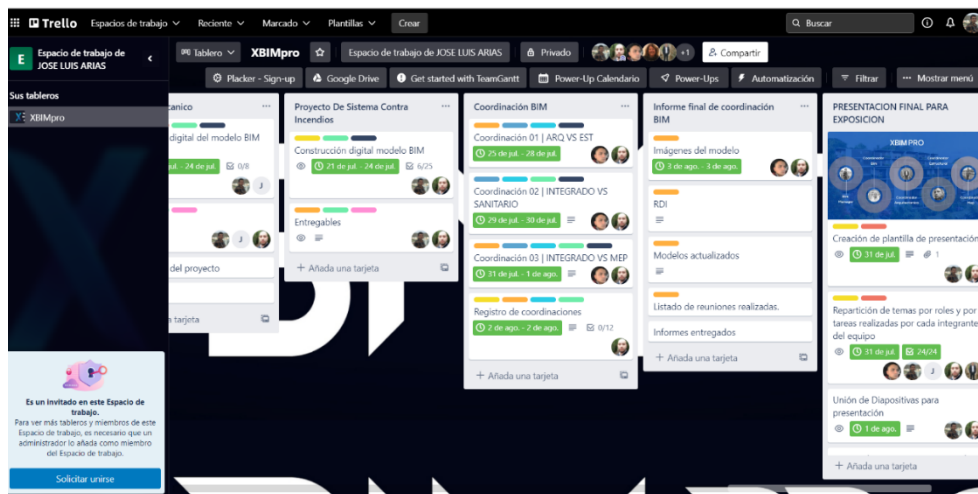 Trello
Espacios de trabajo
Reciente
Marcado
Plantillas
Crear
Buscar
E
Espacio de trabajo de
JOSE LUIS ARIAS
Tablero
XBIMpro
Espacio de trabajo de JOSE LUIS ARIAS
Privado
+1
Compartir
Placker - Sign-up
Google Drive
Get started with TeamGantt
Power-Up Calendario
Power-Ups
Automatización
Filtrar
Mostrar menú
Sus tableros
XBIMpro
Es un invitado en este Espacio de
trabajo.
Para ver más tableros y miembros de este
Espacio de trabajo, es necesario que un
administrador lo añada como miembro
del Espacio de trabajo.
Solicitar unirse
canico
digital del modelo BIM
jul. - 24 de jul.
0/8
J
J
del proyecto
a tarjeta
Proyecto De Sistema Contra
Incendios
Construcción digital modelo BIM
21 de jul. - 24 de jul.
6/25
Entregables
+ Añada una tarjeta
Coordinación BIM
Coordinación 01 | ARQ VS EST
25 de jul. - 28 de jul.
Coordinación 02 | INTEGRADO VS
SANITARIO
29 de jul. - 30 de jul.
Coordinación 03 | INTEGRADO VS MEP
31 de jul. - 1 de ago.
Registro de coordinaciones
2 de ago. - 2 de ago.
0/12
+ Añada una tarjeta
Informe final de coordinación
BIM
Imágenes del modelo
3 de ago. - 3 de ago.
RDI
Modelos actualizados
Listado de reuniones realizadas.
Informes entregados
+ Añada una tarjeta
PRESENTACION FINAL PARA
EXPOSICION
XBIMPRO
Creación de plantilla de presentación
31 de jul.
1
Repartición de temas por roles y por
tareas realizadas por cada integrante
del equipo
31 de jul.
24/24
J
Unión de Diapositivas para
presentación
1 de ago.
+ Añada una tarjeta